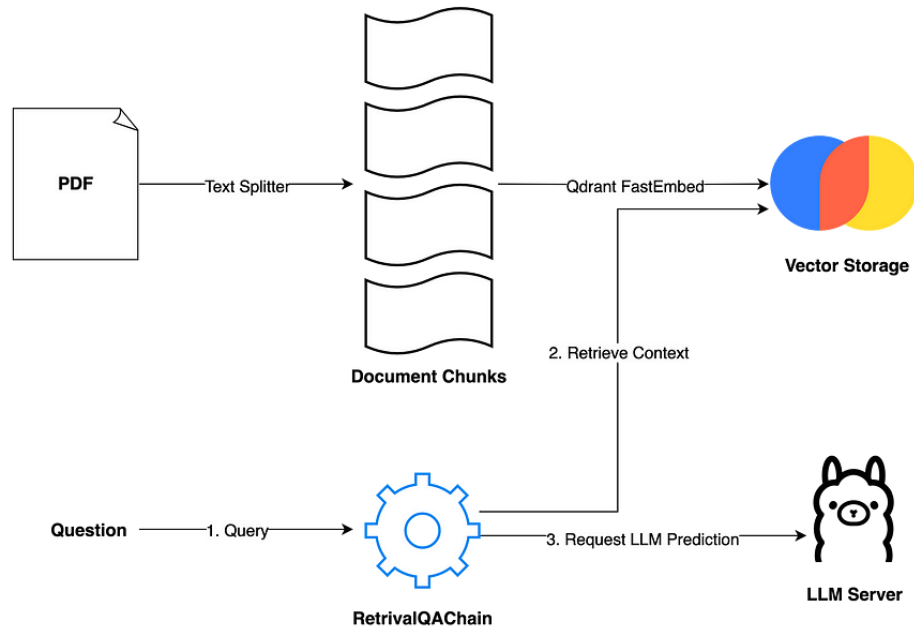 PDF
Text Splitter
Qdrant FastEmbed
Vector Storage
Document Chunks
2. Retrieve Context
Question
1. Query
3. Request LLM Prediction
RetrivalQAChain
LLM Server